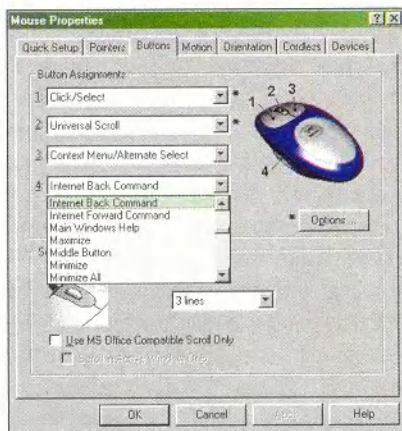 Mouse Properties
Quick Setup Pointers Buttons Motion Orientation Cordless Devices
Button Assignments
1: Click/Select *
2: Universal Scroll *
3: Context Menu/Alternate Select
4: Internet Back Command
Internet Back Command
Internet Forward Command
Main Windows Help
Maximize
Middle Button
Minimize
Minimize All
1 2 3
4
* Options ...
3 lines
Use MS Office Compatible Scroll Only
OK Cancel Apply Help